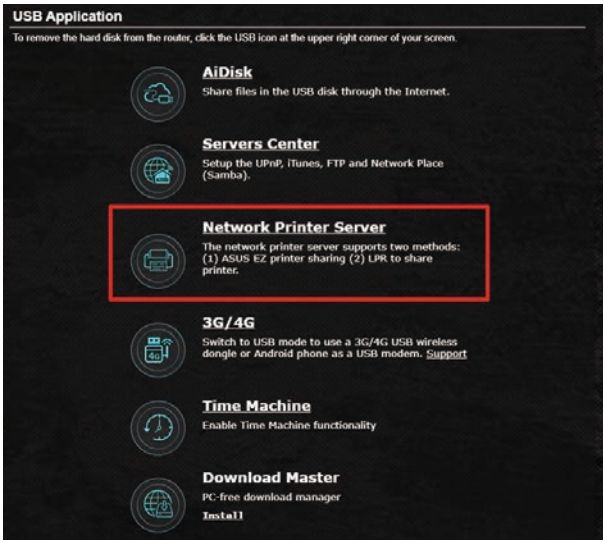 USB Application
To remove the hard disk from the router, click the USB icon at the upper right corner of your screen.
AiDisk
Share files in the USB disk through the Internet.
Servers Center
Setup the UPnP, iTunes, FTP and Network Place
(Samba).
Network Printer Server
The network printer server supports two methods:
(1) ASUS EZ printer sharing (2) LPR to share
printer.
3G/4G
4G
Switch to USB mode to use a 3G/4G USB wireless
dongle or Android phone as a USB modem. Support
Time Machine
Enable Time Machine functionality
Download Master
PC-free download manager
Install